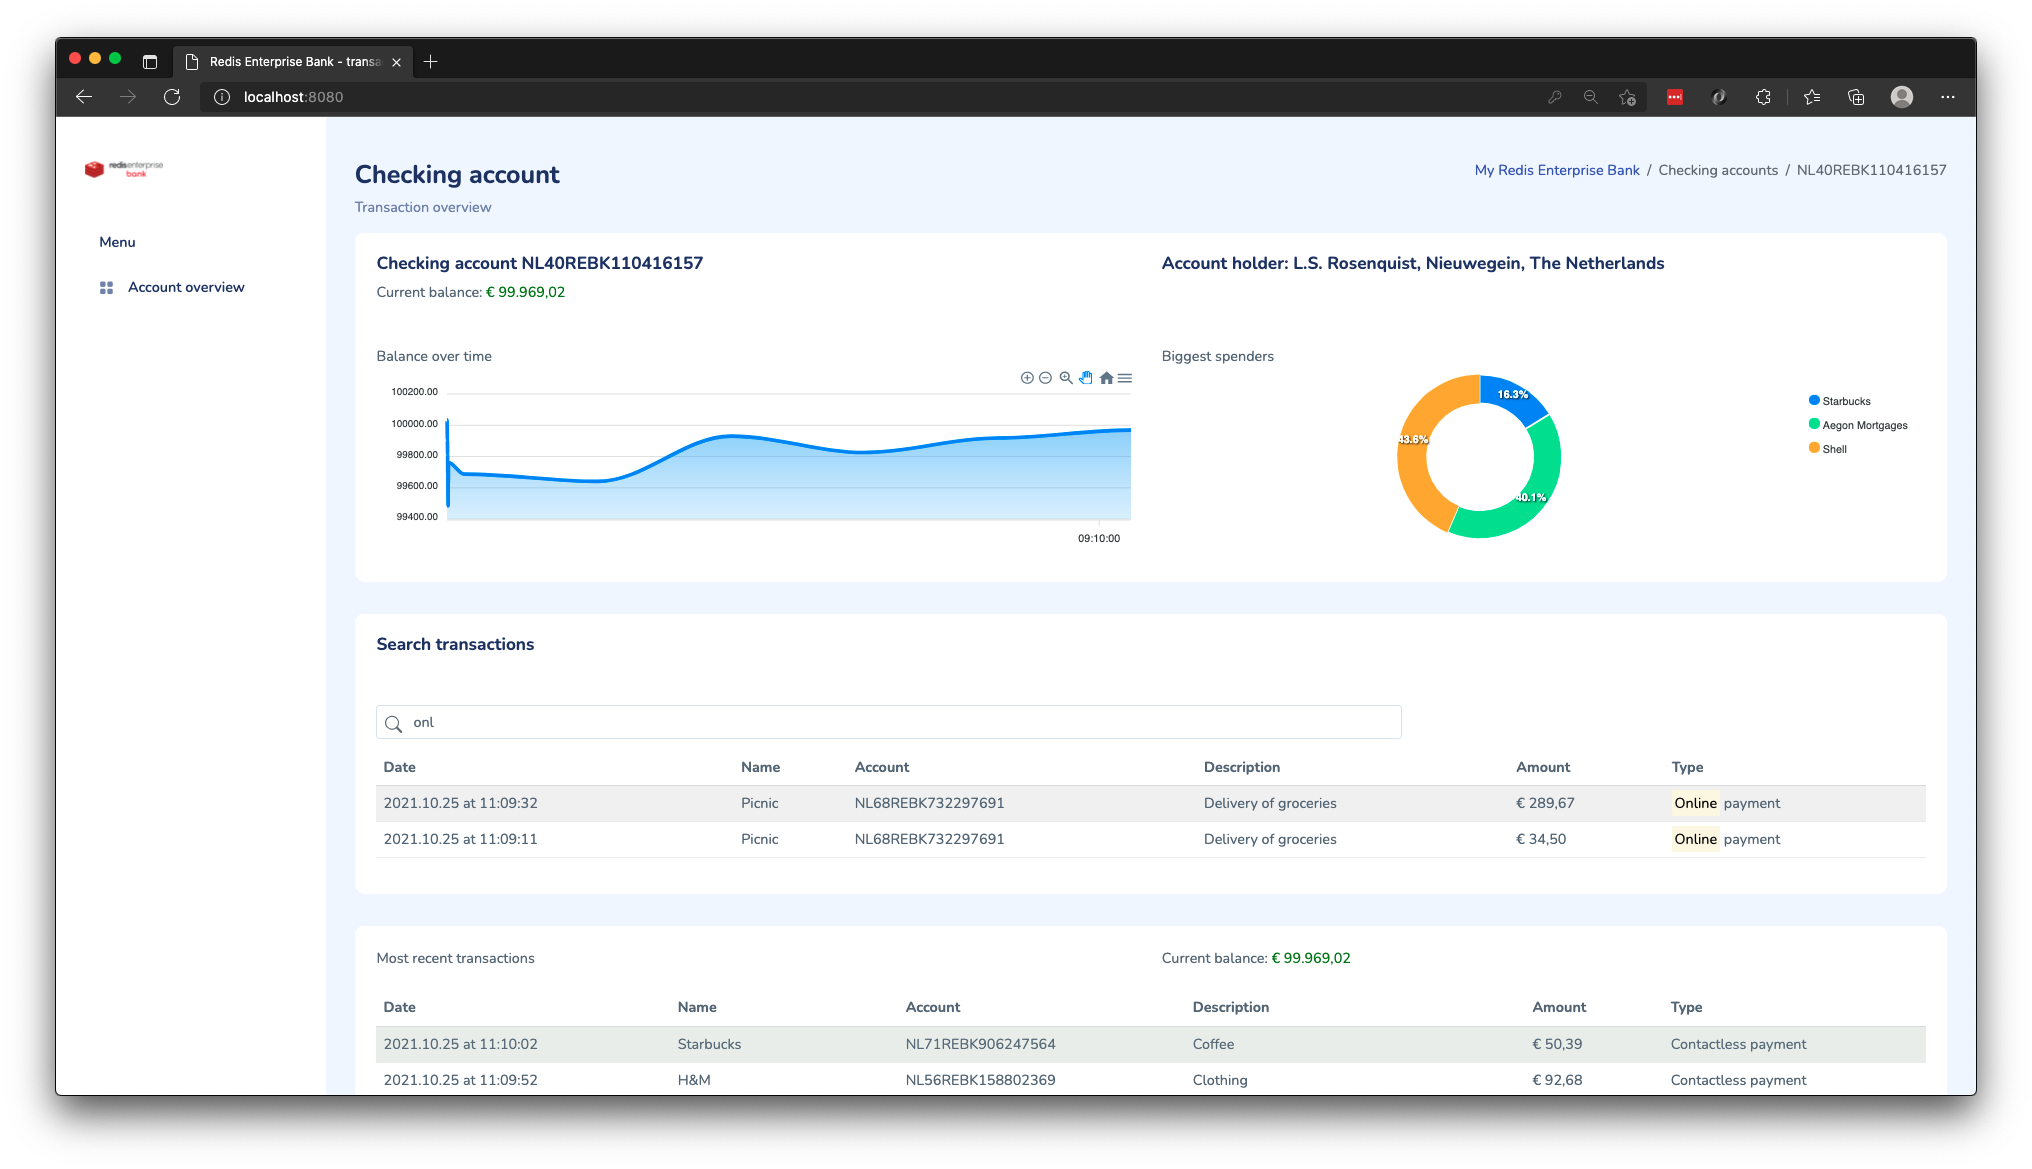 Redis Enterprise Bank - transa
localhost:8080
redisenterprise
bank
Menu
Account overview
Checking account
Transaction overview
My Redis Enterprise Bank / Checking accounts / NL40REBK110416157
Checking account NL40REBK110416157
Current balance: € 99.969,02
Account holder: L.S. Rosenquist, Nieuwegein, The Netherlands
Balance over time
100200.00
100000.00
99800.00
99600.00
99400.00
09:10:00
Biggest spenders
16.3%
43.6%
40.1%
Starbucks
Aegon Mortgages
Shell
Search transactions
onl
Date Name Account Description Amount Type
2021.10.25 at 11:09:32 Picnic NL68REBK732297691 Delivery of groceries € 289,67 Online payment
2021.10.25 at 11:09:11 Picnic NL68REBK732297691 Delivery of groceries € 34,50 Online payment
Most recent transactions
Current balance: € 99.969,02
Date Name Account Description Amount Type
2021.10.25 at 11:10:02 Starbucks NL71REBK906247564 Coffee € 50,39 Contactless payment
2021.10.25 at 11:09:52 H&M NL56REBK158802369 Clothing € 92,68 Contactless payment